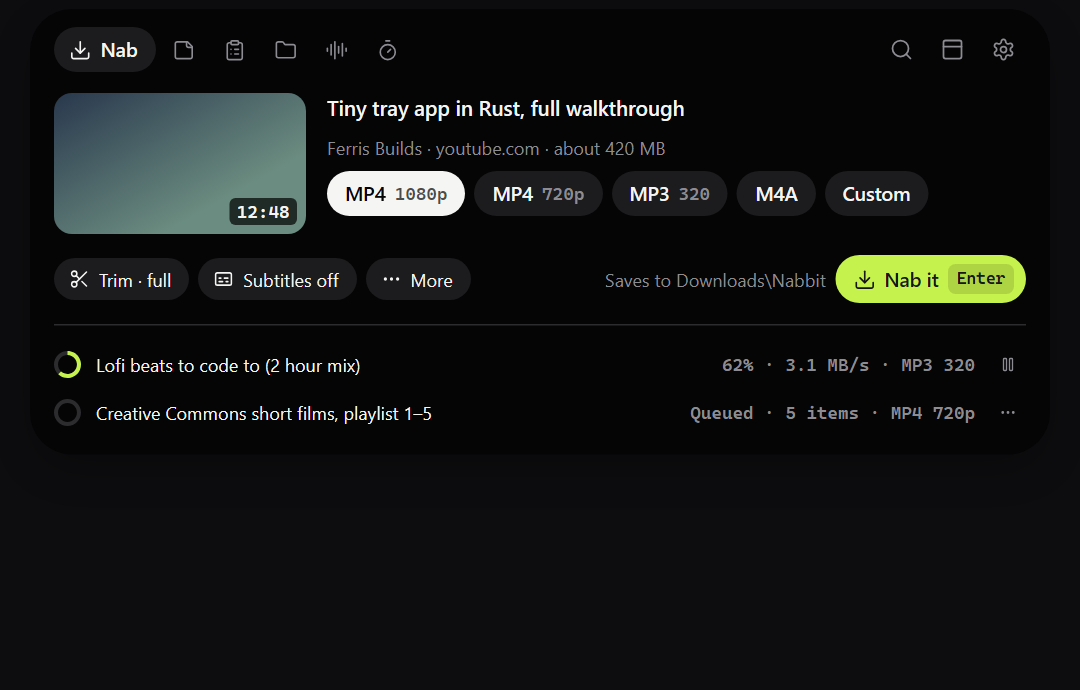 Nab
Tiny tray app in Rust, full walkthrough
Ferris Builds · youtube.com · about 420 MB
12:48
MP4 1080p MP4 720p MP3 320 M4A Custom
Trim · full Subtitles off ··· More Saves to Downloads\Nabbit Nab it Enter
Lofi beats to code to (2 hour mix) 62% · 3.1 MB/s · MP3 320
Creative Commons short films, playlist 1–5 Queued · 5 items · MP4 720p ···